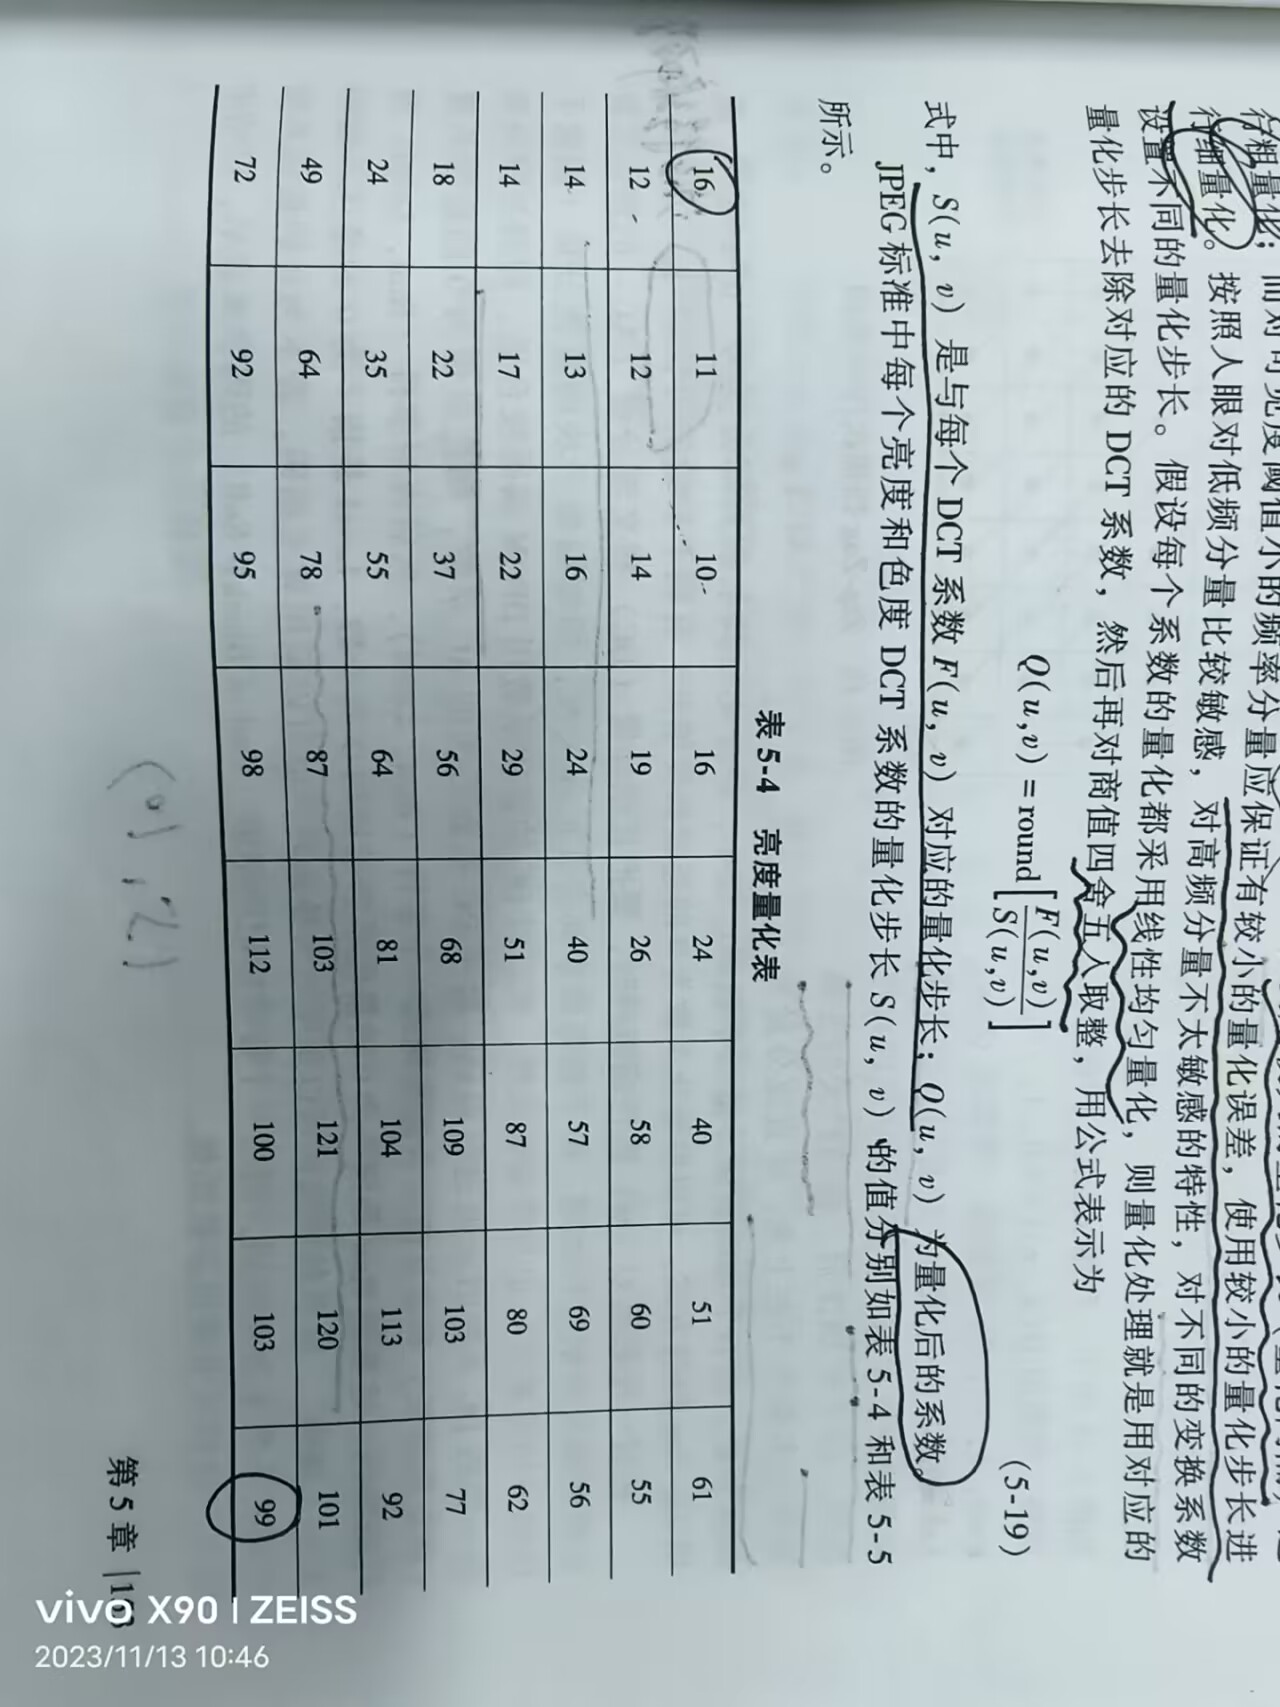 行粗量化；而对可见度阈值小的频率分量应保证有较小的量化误差，使用较小的量化步长进
行细量化。按照人眼对低频分量比较敏感，对高频分量不太敏感的特性，对不同的变换系数
设置不同的量化步长。假设每个系数的量化都采用线性均匀量化，则量化处理就是用对应的
量化步长去除对应的 DCT 系数，然后再对商值四舍五入取整，用公式表示为
Q(u,v) = round[F(u,v)/S(u,v)] (5-19)
式中，S(u, v) 是与每个 DCT 系数 F(u, v) 对应的量化步长；Q(u, v) 为量化后的系数。
JPEG 标准中每个亮度和色度 DCT 系数的量化步长 S(u, v) 的值分别如表 5-4 和表 5-5
所示。
表 5-4 亮度量化表
16 11 10 16 24 40 51 61
12 12 14 19 26 58 60 55
14 13 16 24 40 57 69 56
14 17 22 29 51 87 80 62
18 22 37 56 68 109 103 77
24 35 55 64 81 104 113 92
49 64 78 87 103 121 120 101
72 92 95 98 112 100 103 99
(0, 2)
第 5 章
vivo X90 | ZEISS
2023/11/13 10:46